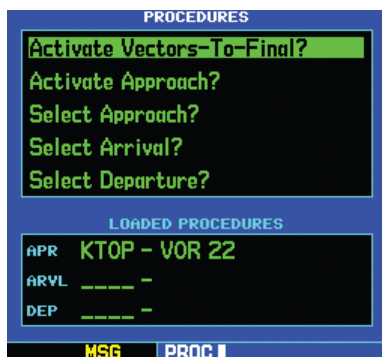 PROCEDURES
Activate Vectors-To-Final?
Activate Approach?
Select Approach?
Select Arrival?
Select Departure?
LOADED PROCEDURES
APR KTOP - VOR 22
ARVL ____ -
DEP ____ -
MSG PROC